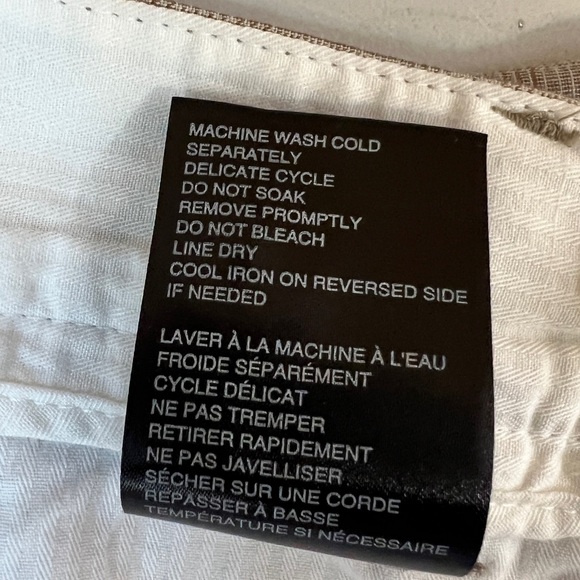 MACHINE WASH COLD
SEPARATELY
DELICATE CYCLE
DO NOT SOAK
REMOVE PROMPTLY
DO NOT BLEACH
LINE DRY
COOL IRON ON REVERSED SIDE
IF NEEDED
LAVER À LA MACHINE À L'EAU
FROIDE SÉPARÉMENT
CYCLE DÉLICAT
NE PAS TREMPER
RETIRER RAPIDEMENT
NE PAS JAVELLISER
SÉCHER SUR UNE CORDE
REPASSER À BASSE
TEMPÉRATURE SI NÉCESSAIRE